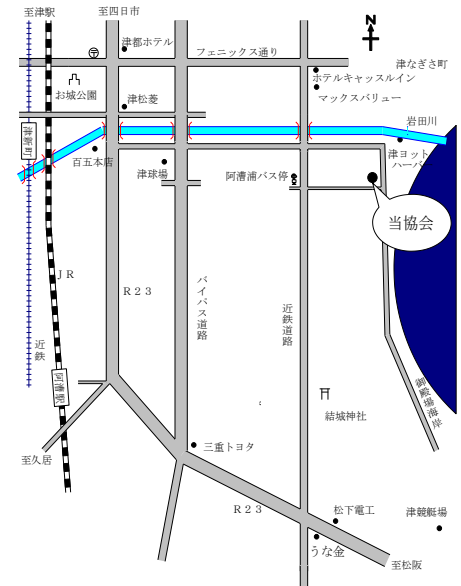 至津駅
至四日市
N
津都ホテル
フェニックス通り
津なぎさ町
ホテルキャッスルイン
お城公園
津松菱
マックスバリュー
岩田川
津新町
百五本店
津球場
阿漕浦バス停
津ヨット
ハーバー
当協会
JR
R23
バイパス道路
近鉄道路
近鉄
阿漕駅
御殿場海岸
結城神社
至久居
三重トヨタ
R23
松下電工
津競艇場
うな金
至松阪